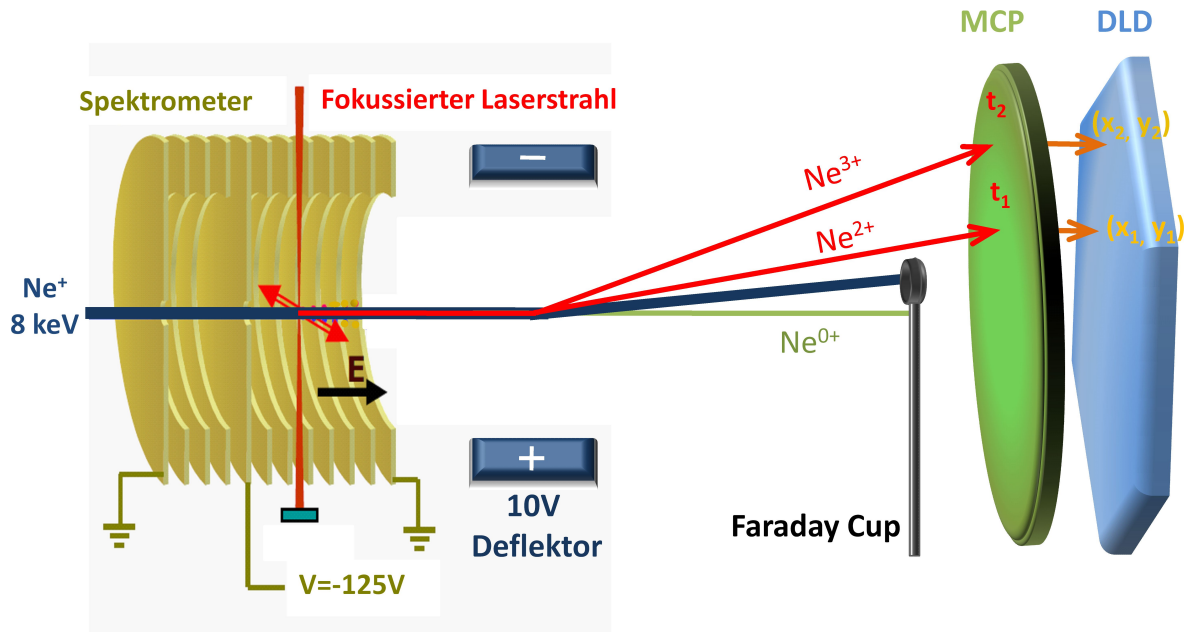 MCP
DLD
Spektrometer
Fokussierter Laserstrahl
t₂
(x₂, y₂)
−
Ne³⁺
t₁
Ne²⁺
(x₁, y₁)
Ne⁺
8 keV
Ne⁰⁺
E
+
10V
Deflektor
Faraday Cup
V=-125V